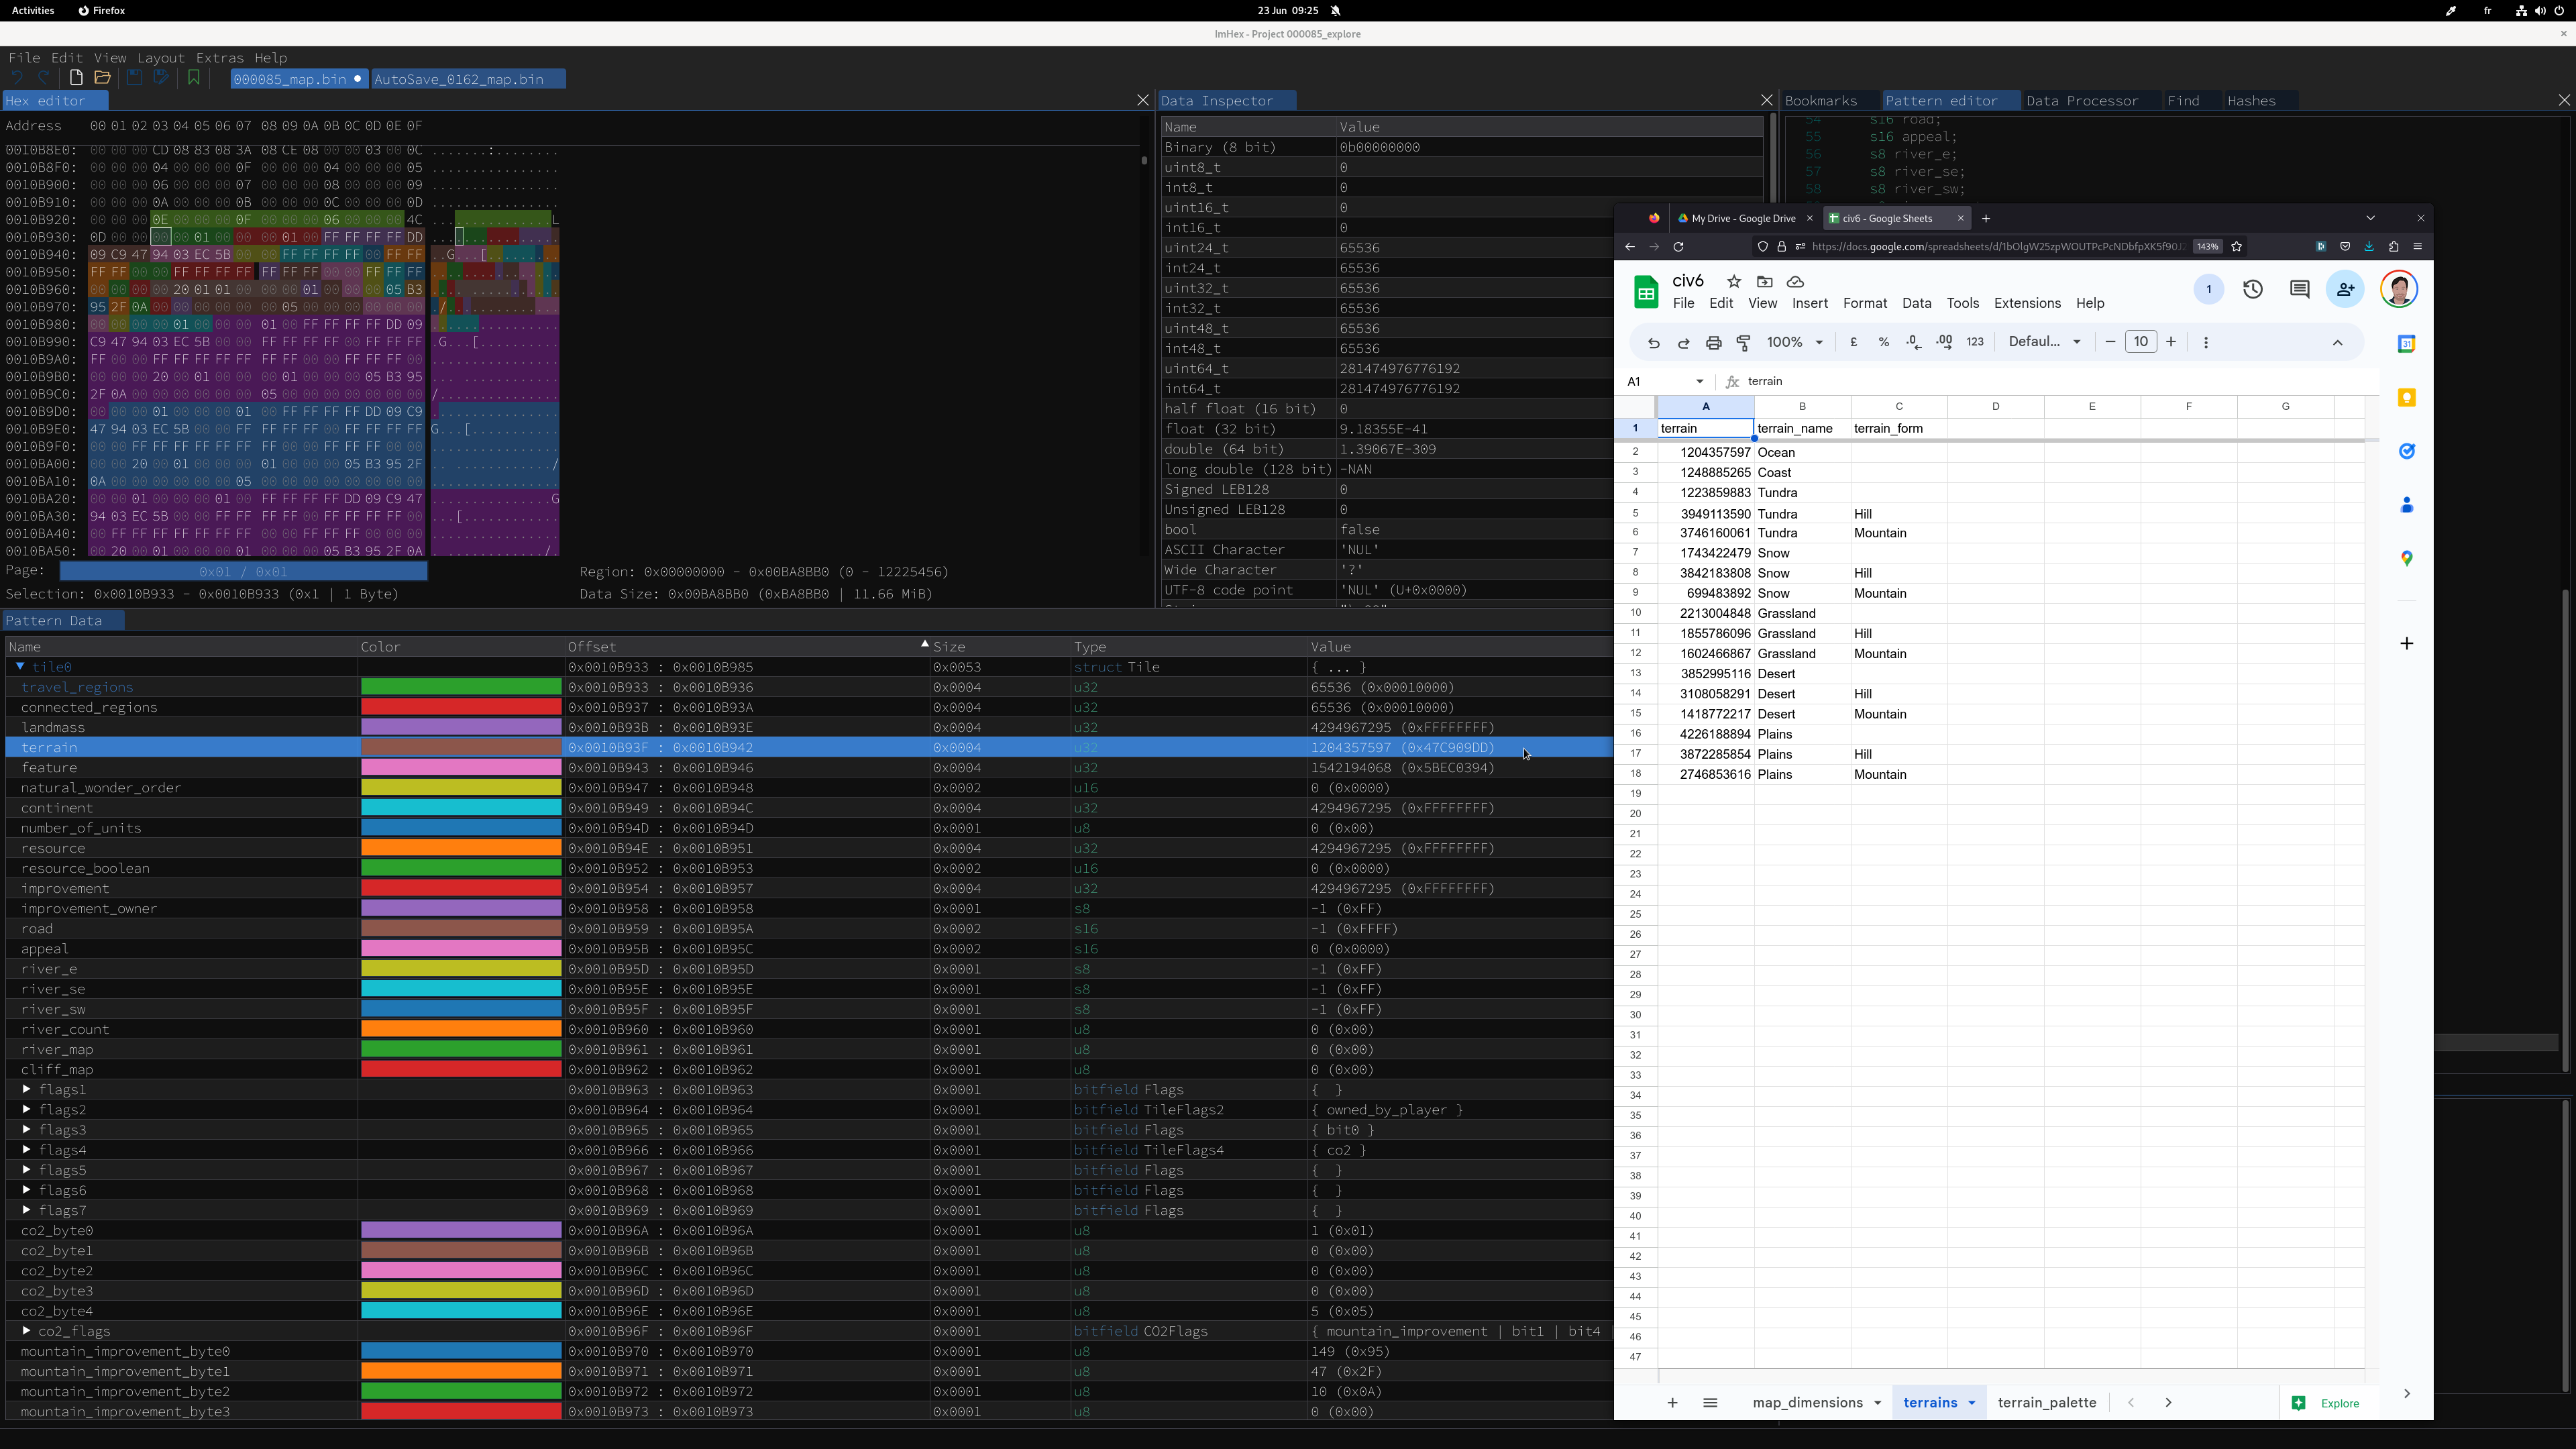 Activities Firefox 23 Jun 09:25 fr
ImHex - Project 000085_explore
File Edit View Layout Extras Help
000085_map.bin AutoSave_0162_map.bin
Hex editor
Address 00 01 02 03 04 05 06 07 08 09 0A 0B 0C 0D 0E 0F
0010B8E0: 00 00 00 CD 08 83 08 3A 08 CE 08 00 00 03 00 0C
0010B8F0: 00 00 00 04 00 00 00 0F 00 00 00 04 00 00 00 05
0010B900: 00 00 00 06 00 00 00 07 00 00 00 08 00 00 00 09
0010B910: 00 00 00 0A 00 00 00 0B 00 00 00 0C 00 00 00 0D
0010B920: 00 00 00 0E 00 00 00 0F 00 00 00 06 00 00 00 4C
0010B930: 0D 00 00 00 00 01 00 00 00 01 00 FF FF FF FF DD
0010B940: 09 C9 47 94 03 EC 5B 00 00 FF FF FF FF 00 FF FF
0010B950: FF FF 00 00 FF FF FF FF FF FF FF 00 00 FF FF FF
0010B960: 00 00 00 00 20 01 01 00 00 00 01 00 00 00 05 B3
0010B970: 95 2F 0A 00 00 00 00 00 00 05 00 00 00 00 00 00
0010B980: 00 00 00 00 01 00 00 00 01 00 FF FF FF FF DD 09
0010B990: C9 47 94 03 EC 5B 00 00 FF FF FF FF 00 FF FF FF
0010B9A0: FF 00 00 FF FF FF FF FF FF FF 00 00 FF FF FF 00
0010B9B0: 00 00 00 20 00 01 00 00 00 01 00 00 00 05 B3 95
0010B9C0: 2F 0A 00 00 00 00 00 00 05 00 00 00 00 00 00 00
0010B9D0: 00 00 00 01 00 00 00 01 00 FF FF FF FF DD 09 C9
0010B9E0: 47 94 03 EC 5B 00 00 FF FF FF FF 00 FF FF FF FF
0010B9F0: 00 00 FF FF FF FF FF FF FF 00 00 FF FF FF 00 00
0010BA00: 00 00 20 00 01 00 00 00 01 00 00 00 05 B3 95 2F
0010BA10: 0A 00 00 00 00 00 00 05 00 00 00 00 00 00 00 00
0010BA20: 00 00 01 00 00 00 01 00 FF FF FF FF DD 09 C9 47
0010BA30: 94 03 EC 5B 00 00 FF FF FF FF 00 FF FF FF FF 00
0010BA40: 00 FF FF FF FF FF FF FF 00 00 FF FF FF 00 00 00
0010BA50: 00 20 00 01 00 00 00 01 00 00 00 05 B3 95 2F 0A
Page: 0x01 / 0x01
Region: 0x00000000 - 0x00BA8BB0 (0 - 12225456)
Selection: 0x0010B933 - 0x0010B933 (0x1 | 1 Byte)
Data Size: 0x00BA8BB0 (0xBA8BB0 | 11.66 MiB)
Data Inspector
Name Value
Binary (8 bit) 0b00000000
uint8_t 0
int8_t 0
uint16_t 0
int16_t 0
uint24_t 65536
int24_t 65536
uint32_t 65536
int32_t 65536
uint48_t 65536
int48_t 65536
uint64_t 281474976776192
int64_t 281474976776192
half float (16 bit) 0
float (32 bit) 9.18355E-41
double (64 bit) 1.39067E-309
long double (128 bit) -NAN
Signed LEB128 0
Unsigned LEB128 0
bool false
ASCII Character 'NUL'
Wide Character '?'
UTF-8 code point 'NUL' (U+0x0000)
Bookmarks Pattern editor Data Processor Find Hashes
54 s16 road;
55 s16 appeal;
56 s8 river_e;
57 s8 river_se;
58 s8 river_sw;
Pattern Data
Name Color Offset Size Type Value
tile0 0x0010B933 : 0x0010B985 0x0053 struct Tile { ... }
travel_regions 0x0010B933 : 0x0010B936 0x0004 u32 65536 (0x00010000)
connected_regions 0x0010B937 : 0x0010B93A 0x0004 u32 65536 (0x00010000)
landmass 0x0010B93B : 0x0010B93E 0x0004 u32 4294967295 (0xFFFFFFFF)
terrain 0x0010B93F : 0x0010B942 0x0004 u32 1204357597 (0x47C909DD)
feature 0x0010B943 : 0x0010B946 0x0004 u32 1542194068 (0x5BEC0394)
natural_wonder_order 0x0010B947 : 0x0010B948 0x0002 u16 0 (0x0000)
continent 0x0010B949 : 0x0010B94C 0x0004 u32 4294967295 (0xFFFFFFFF)
number_of_units 0x0010B94D : 0x0010B94D 0x0001 u8 0 (0x00)
resource 0x0010B94E : 0x0010B951 0x0004 u32 4294967295 (0xFFFFFFFF)
resource_boolean 0x0010B952 : 0x0010B953 0x0002 u16 0 (0x0000)
improvement 0x0010B954 : 0x0010B957 0x0004 u32 4294967295 (0xFFFFFFFF)
improvement_owner 0x0010B958 : 0x0010B958 0x0001 s8 -1 (0xFF)
road 0x0010B959 : 0x0010B95A 0x0002 s16 -1 (0xFFFF)
appeal 0x0010B95B : 0x0010B95C 0x0002 s16 0 (0x0000)
river_e 0x0010B95D : 0x0010B95D 0x0001 s8 -1 (0xFF)
river_se 0x0010B95E : 0x0010B95E 0x0001 s8 -1 (0xFF)
river_sw 0x0010B95F : 0x0010B95F 0x0001 s8 -1 (0xFF)
river_count 0x0010B960 : 0x0010B960 0x0001 u8 0 (0x00)
river_map 0x0010B961 : 0x0010B961 0x0001 u8 0 (0x00)
cliff_map 0x0010B962 : 0x0010B962 0x0001 u8 0 (0x00)
flags1 0x0010B963 : 0x0010B963 0x0001 bitfield Flags { }
flags2 0x0010B964 : 0x0010B964 0x0001 bitfield TileFlags2 { owned_by_player }
flags3 0x0010B965 : 0x0010B965 0x0001 bitfield Flags { bit0 }
flags4 0x0010B966 : 0x0010B966 0x0001 bitfield TileFlags4 { co2 }
flags5 0x0010B967 : 0x0010B967 0x0001 bitfield Flags { }
flags6 0x0010B968 : 0x0010B968 0x0001 bitfield Flags { }
flags7 0x0010B969 : 0x0010B969 0x0001 bitfield Flags { }
co2_byte0 0x0010B96A : 0x0010B96A 0x0001 u8 1 (0x01)
co2_byte1 0x0010B96B : 0x0010B96B 0x0001 u8 0 (0x00)
co2_byte2 0x0010B96C : 0x0010B96C 0x0001 u8 0 (0x00)
co2_byte3 0x0010B96D : 0x0010B96D 0x0001 u8 0 (0x00)
co2_byte4 0x0010B96E : 0x0010B96E 0x0001 u8 5 (0x05)
co2_flags 0x0010B96F : 0x0010B96F 0x0001 bitfield CO2Flags { mountain_improvement | bit1 | bit4 |
mountain_improvement_byte0 0x0010B970 : 0x0010B970 0x0001 u8 149 (0x95)
mountain_improvement_byte1 0x0010B971 : 0x0010B971 0x0001 u8 47 (0x2F)
mountain_improvement_byte2 0x0010B972 : 0x0010B972 0x0001 u8 10 (0x0A)
mountain_improvement_byte3 0x0010B973 : 0x0010B973 0x0001 u8 0 (0x00)
My Drive - Google Drive civ6 - Google Sheets
143%
civ6
File Edit View Insert Format Data Tools Extensions Help
1
100% £ % .0 .00 123 Defaul... 10
A1 fx terrain
A B C D E F G
1 terrain terrain_name terrain_form
2 1204357597 Ocean
3 1248885265 Coast
4 1223859883 Tundra
5 3949113590 Tundra Hill
6 3746160061 Tundra Mountain
7 1743422479 Snow
8 3842183808 Snow Hill
9 699483892 Snow Mountain
10 2213004848 Grassland
11 1855786096 Grassland Hill
12 1602466867 Grassland Mountain
13 3852995116 Desert
14 3108058291 Desert Hill
15 1418772217 Desert Mountain
16 4226188894 Plains
17 3872285854 Plains Hill
18 2746853616 Plains Mountain
19
20
21
22
23
24
25
26
27
28
29
30
31
32
33
34
35
36
37
38
39
40
41
42
43
44
45
46
47
map_dimensions terrains terrain_palette Explore